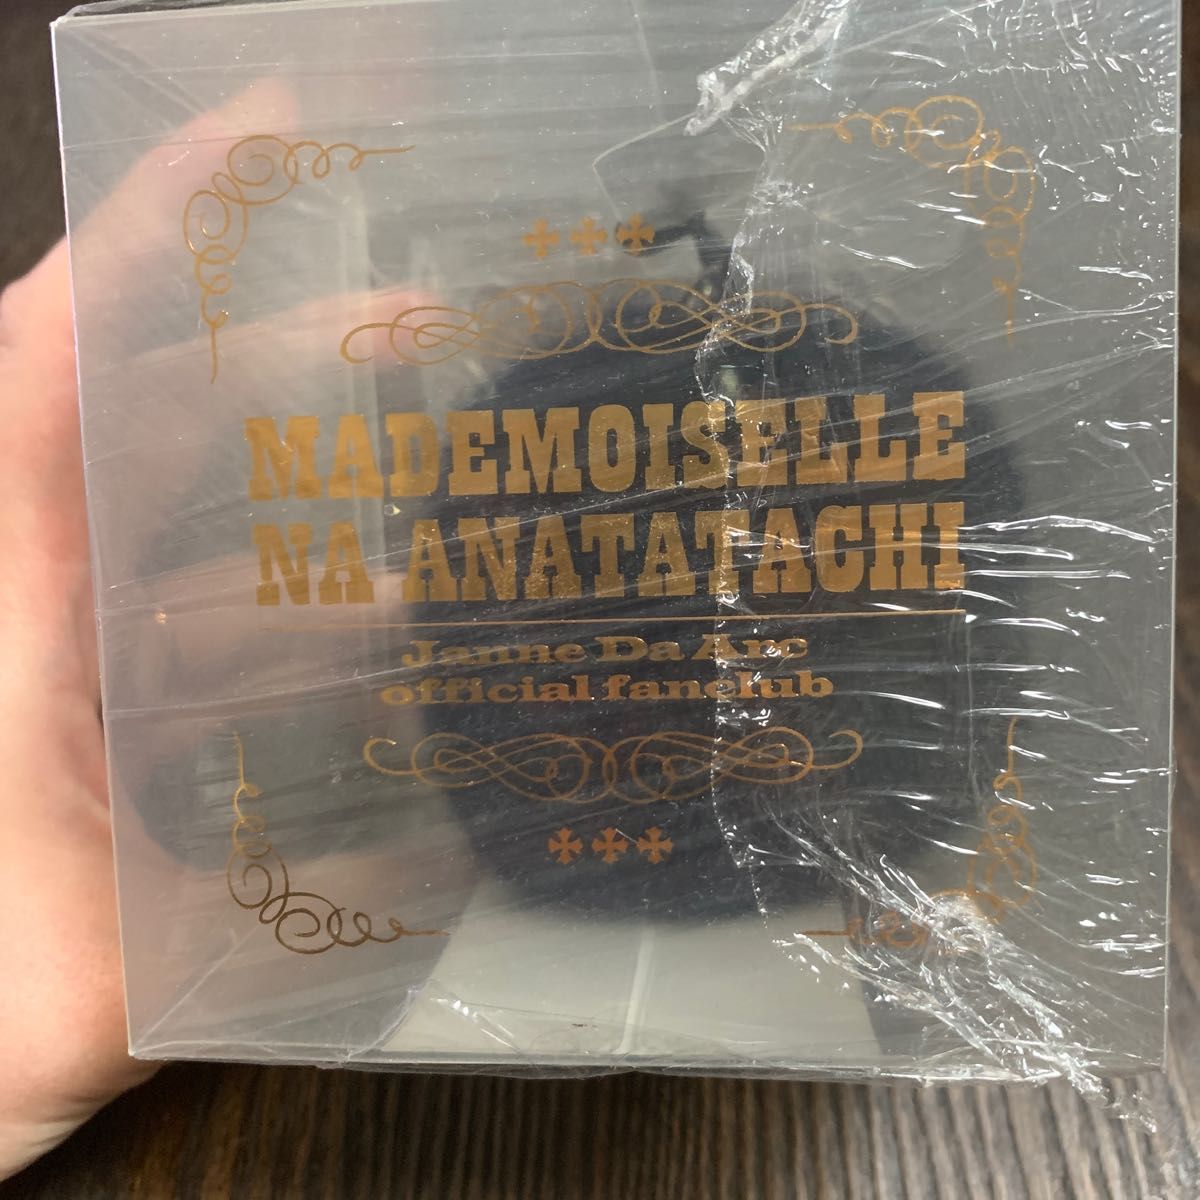 MADEMOISELLE
NA ANATATACHI
Janne Da Arc
official fanclub